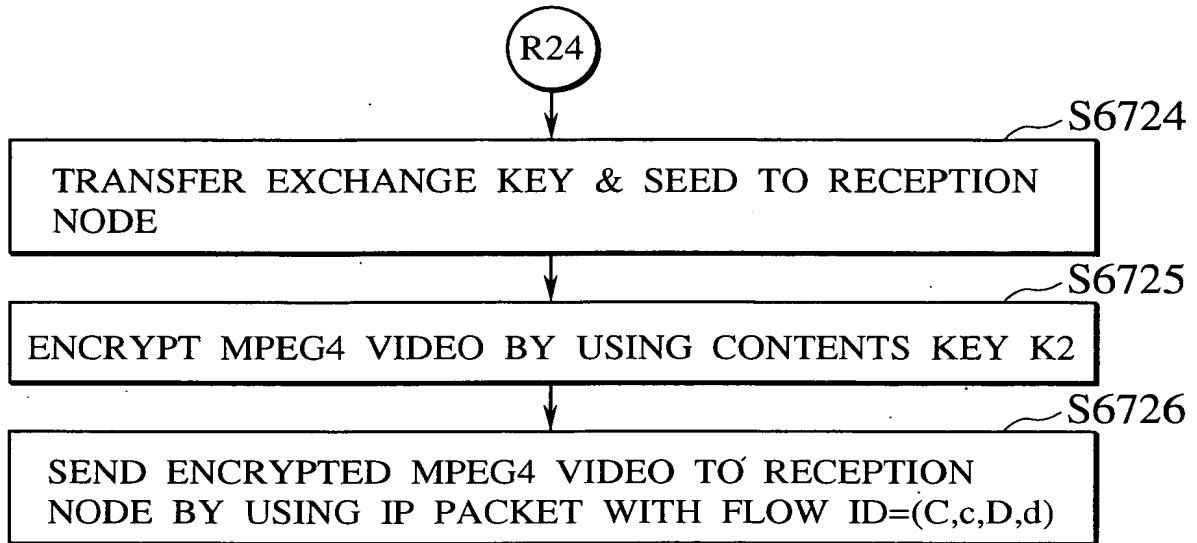 R24
S6724
TRANSFER EXCHANGE KEY & SEED TO RECEPTION
NODE
S6725
ENCRYPT MPEG4 VIDEO BY USING CONTENTS KEY K2
S6726
SEND ENCRYPTED MPEG4 VIDEO TO RECEPTION
NODE BY USING IP PACKET WITH FLOW ID=(C,c,D,d)